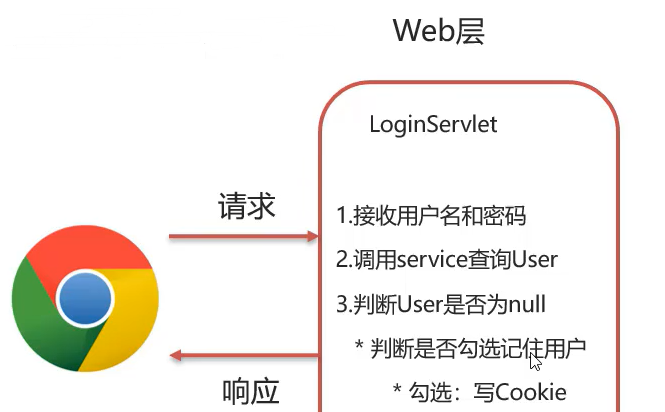 Web层
LoginServlet
请求
1.接收用户名和密码
2.调用service查询User
3.判断User是否为null
* 判断是否勾选记住用户
响应
* 勾选：写Cookie